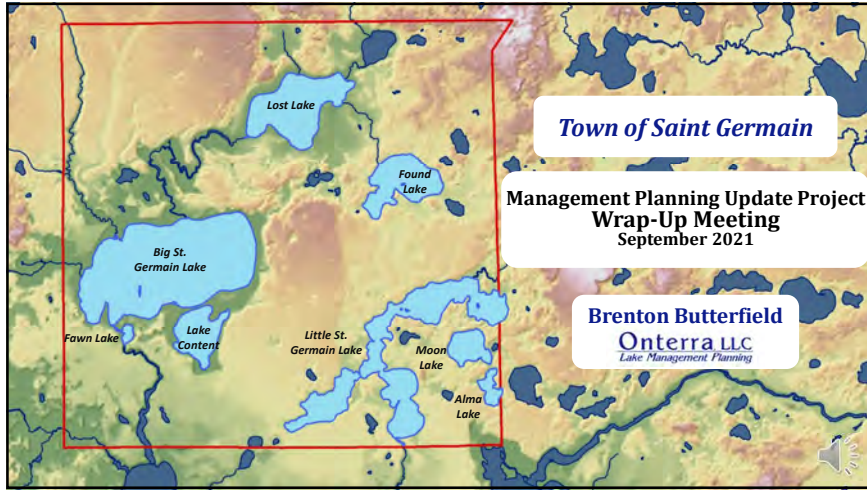 Lost Lake
Found
Lake
Big St.
Germain Lake
Fawn Lake
Lake
Content
Little St.
Germain Lake
Moon
Lake
Alma
Lake
Town of Saint Germain
Management Planning Update Project
Wrap-Up Meeting
September 2021
Brenton Butterfield
Onterra LLC
Lake Management Planning